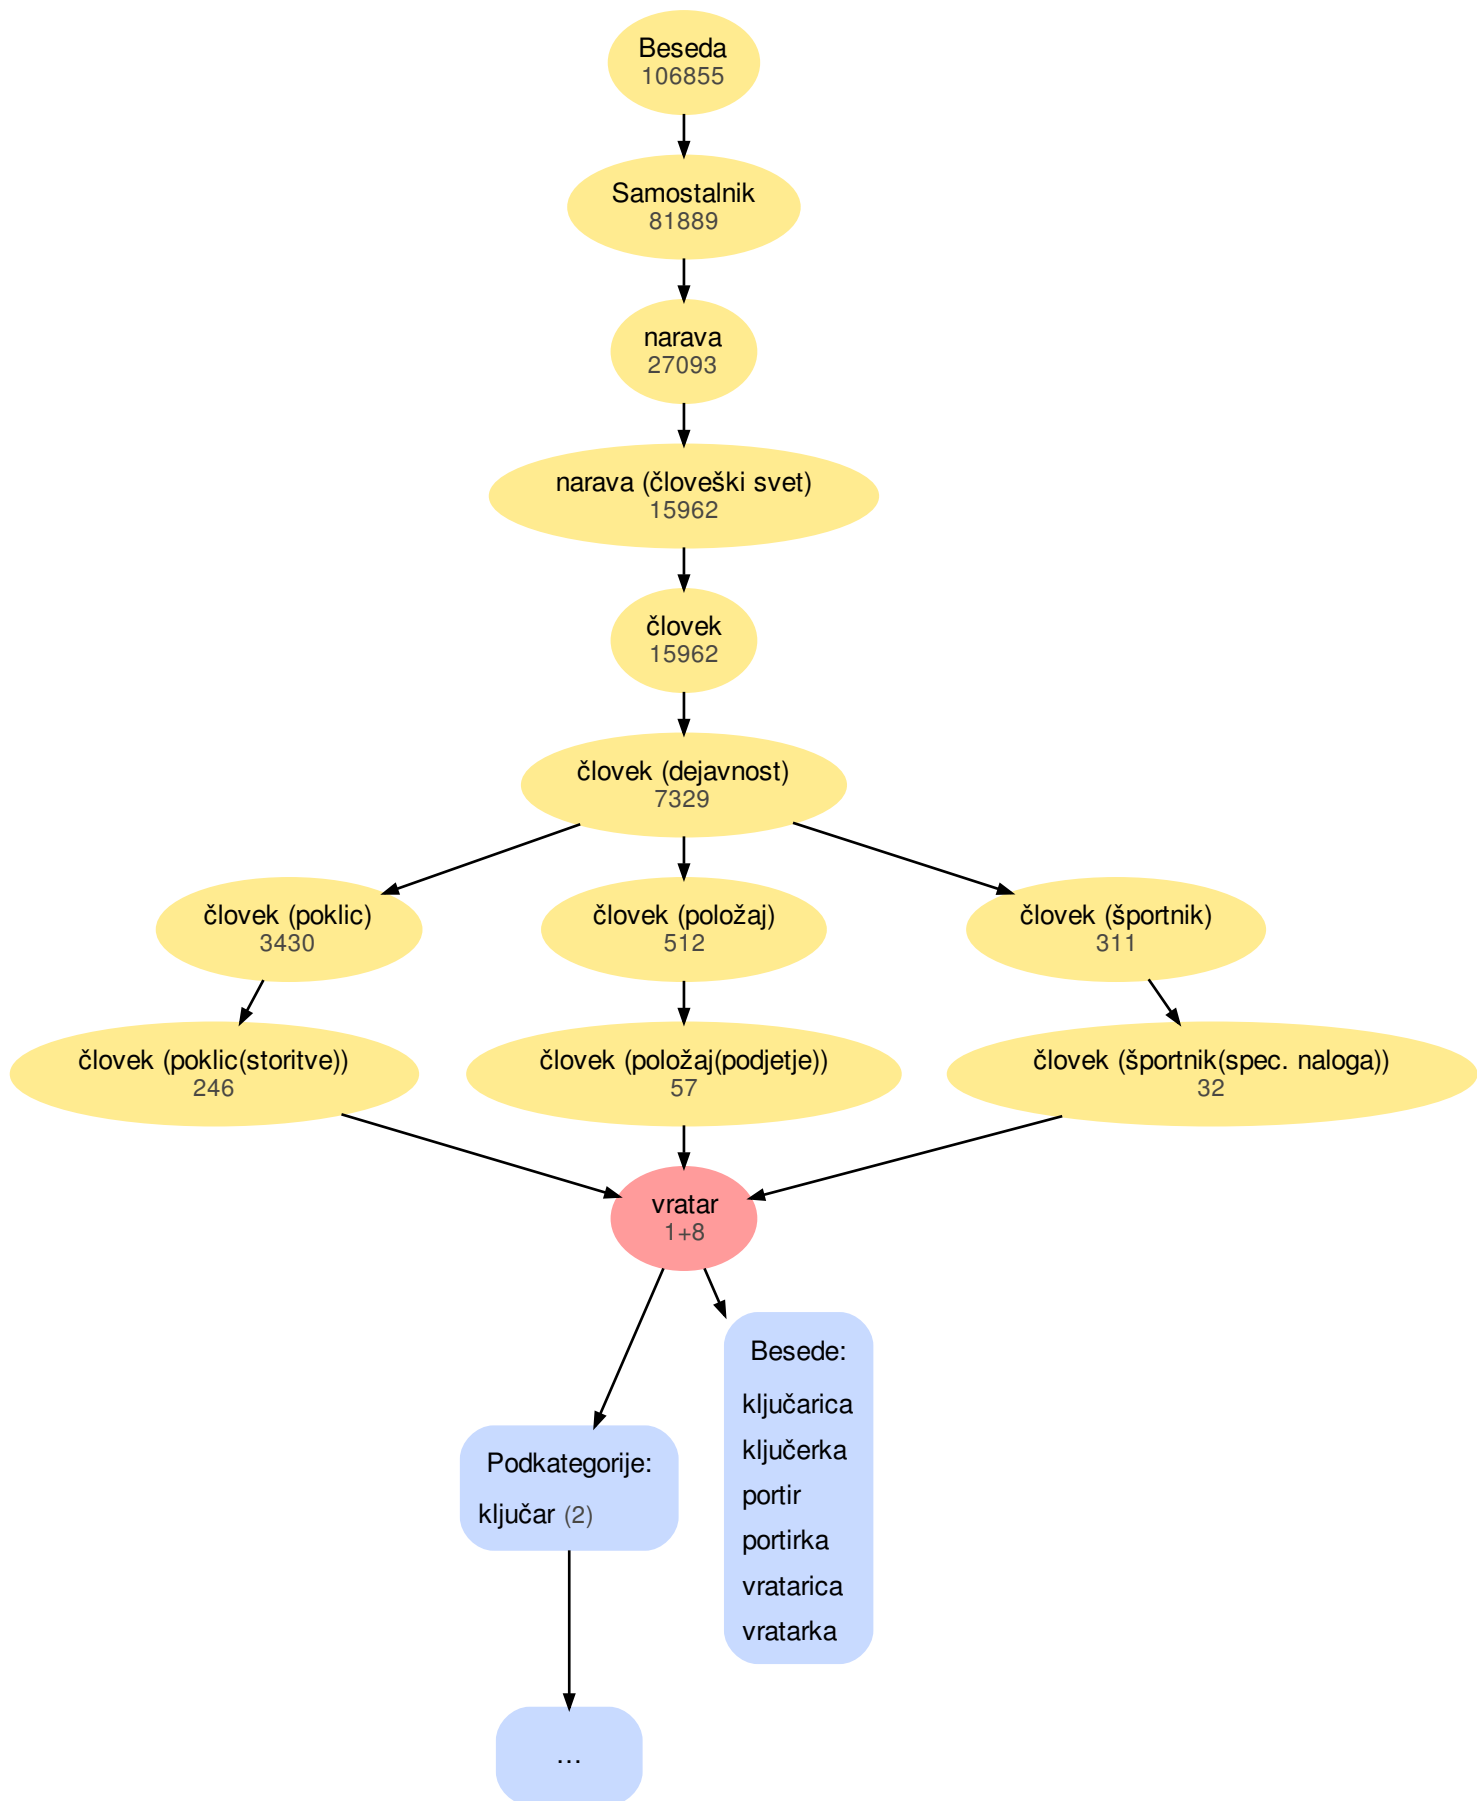 Beseda
106855
Samostalnik
81889
narava
27093
narava (človeški svet)
15962
človek
15962
človek (dejavnost)
7329
človek (poklic)
3430
človek (položaj)
512
človek (športnik)
311
človek (poklic(storitve))
246
človek (položaj(podjetje))
57
človek (športnik(spec. naloga))
32
vratar
1+8
Podkategorije:
ključar (2)
...
Besede:
ključarica
ključerka
portir
portirka
vratarica
vratarka